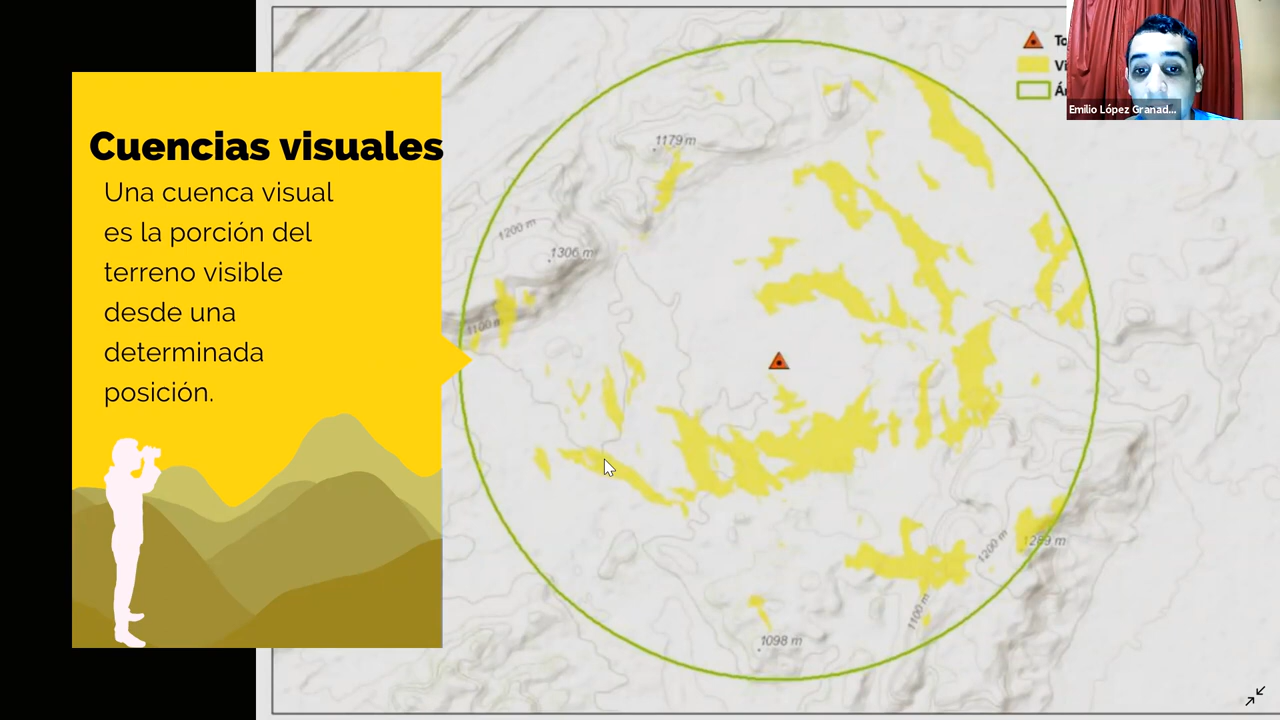 Cuencias visuales
Una cuenca visual
es la porción del
terreno visible
desde una
determinada
posición.
Emilio López Granad...
1179 m
1200 m
1306 m
1100 m
1200 m
1289 m
1100 m
1098 m